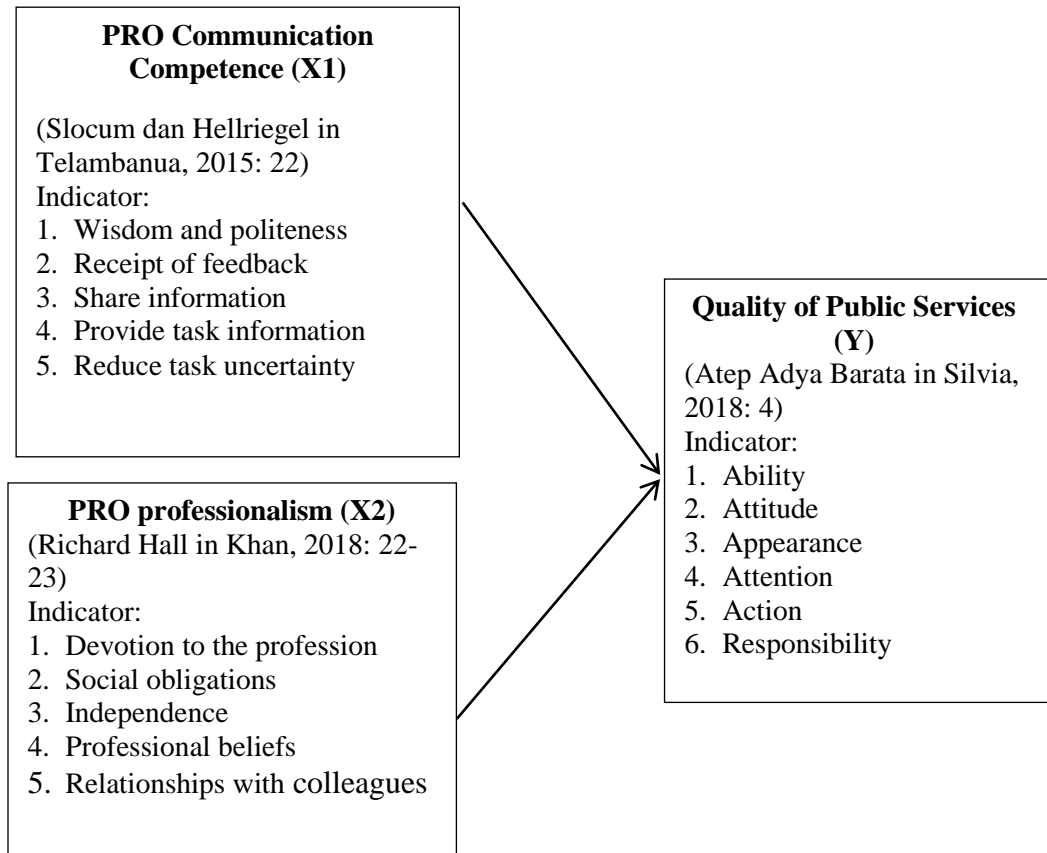 PRO Communication
Competence (X1)
(Slocum dan Hellriegel in
Telambanua, 2015: 22)
Indicator:
1. Wisdom and politeness
2. Receipt of feedback
3. Share information
4. Provide task information
5. Reduce task uncertainty
PRO professionalism (X2)
(Richard Hall in Khan, 2018: 22-
23)
Indicator:
1. Devotion to the profession
2. Social obligations
3. Independence
4. Professional beliefs
5. Relationships with colleagues
Quality of Public Services
(Y)
(Atep Adya Barata in Silvia,
2018: 4)
Indicator:
1. Ability
2. Attitude
3. Appearance
4. Attention
5. Action
6. Responsibility